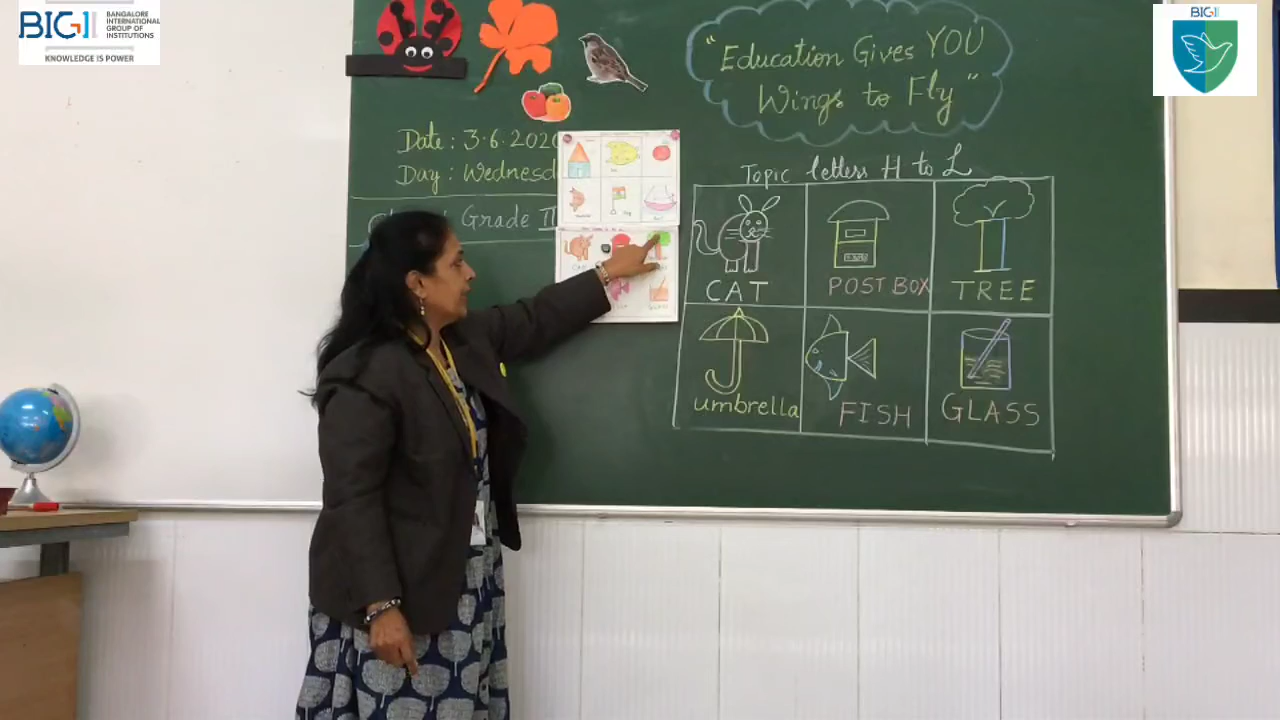 BIGI
BANGALORE
INTERNATIONAL
GROUP OF
INSTITUTIONS
KNOWLEDGE IS POWER
BIGI
"Education Gives YOU
Wings to Fly"
Date : 3.6.2020
Day : Wednesd
Grade II
Topic letters H to L
CAT
POST BOX
TREE
umbrella
FISH
GLASS